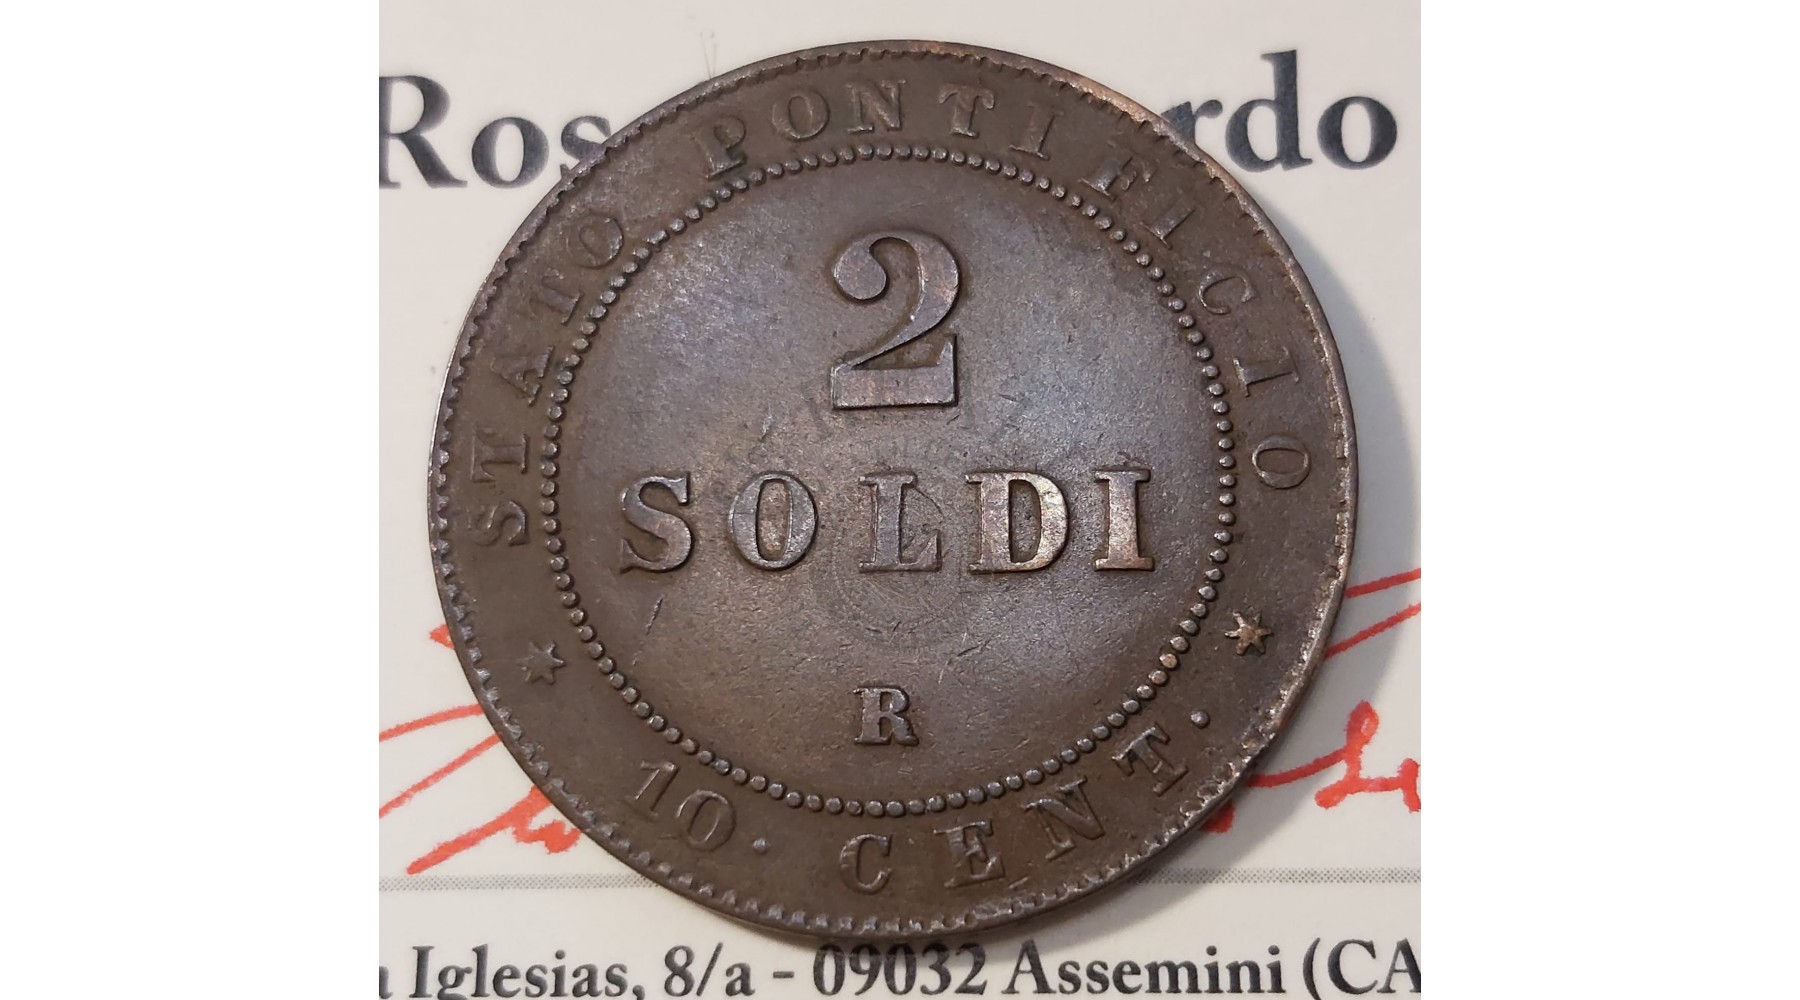 Ros
rdo
STATO PONTIFICIO
2
SOLDI
R
10 · CENT ·
Iglesias, 8/a - 09032 Assemini (CA